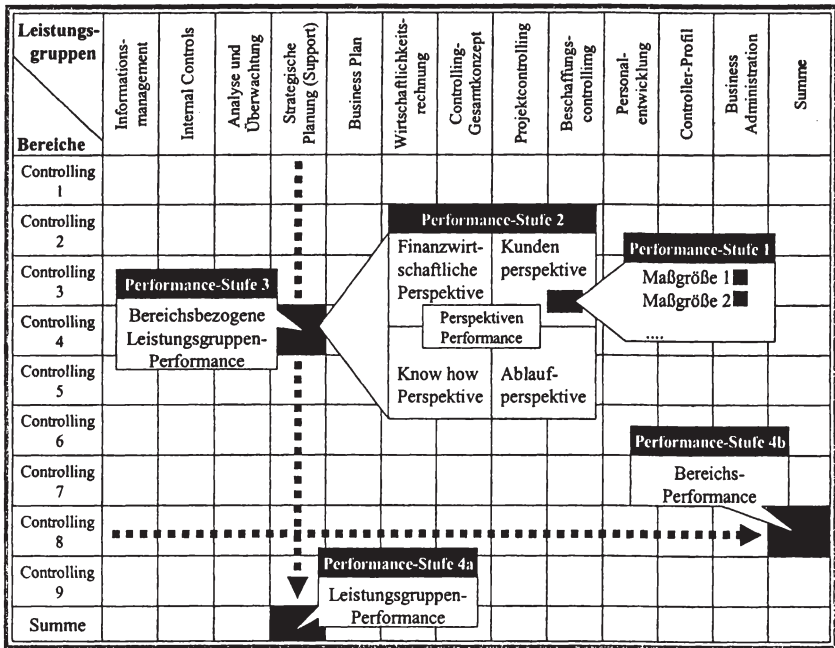 Leistungs-
gruppen
Bereiche
Informations-
management
Internal Controls
Analyse und
Überwachtung
Strategische
Planung (Support)
Business Plan
Wirtschaftlichkeits-
rechnung
Controlling-
Gesamtkonzept
Projektcontrolling
Beschaffungs-
controllimg
Personal-
entwicklung
Controller-Profil
Business
Administration
Summe
Controlling
1
Controlling
2
Controlling
3
Controlling
4
Controlling
5
Controlling
6
Controlling
7
Controlling
8
Controlling
9
Summe
Performance-Stufe 2
Finanzwirt-
schaftliche
Perspektive
Kunden
perspektive
Perspektiven
Performance
Know how
Perspektive
Ablauf-
perspektive
Performance-Stufe 1
Maßgröße 1
Maßgröße 2
....
Performance-Stufe 3
Bereichsbezogene
Leistungsgruppen-
Performance
Performance-Stufe 4b
Bereichs-
Performance
Performance-Stufe 4a
Leistungsgruppen-
Performance